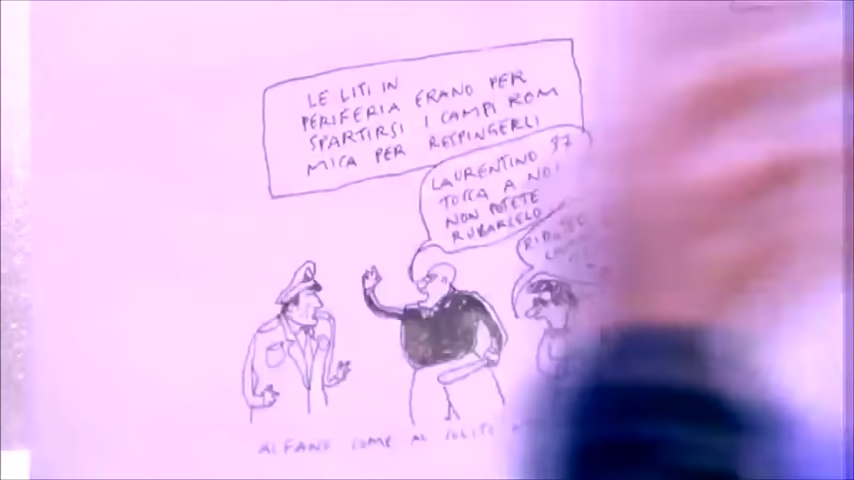 LE LITI IN
PERIFERIA ERANO PER
SPARTIRSI I CAMPI ROM
MICA PER RESPINGERLI
LAURENTINO 37
TOCCA A NOI
NON POTETE
RUBARCELO
ALFANO COME AL SOLITO